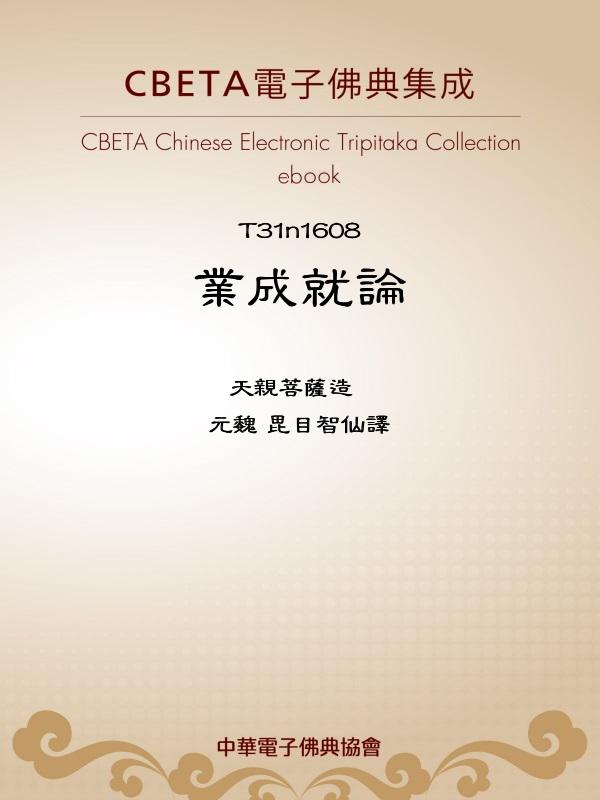 CBETA電子佛典集成
CBETA Chinese Electronic Tripitaka Collection
ebook
T31n1608
業成就論
天親菩薩造
元魏 毘目智仙譯
中華電子佛典協會